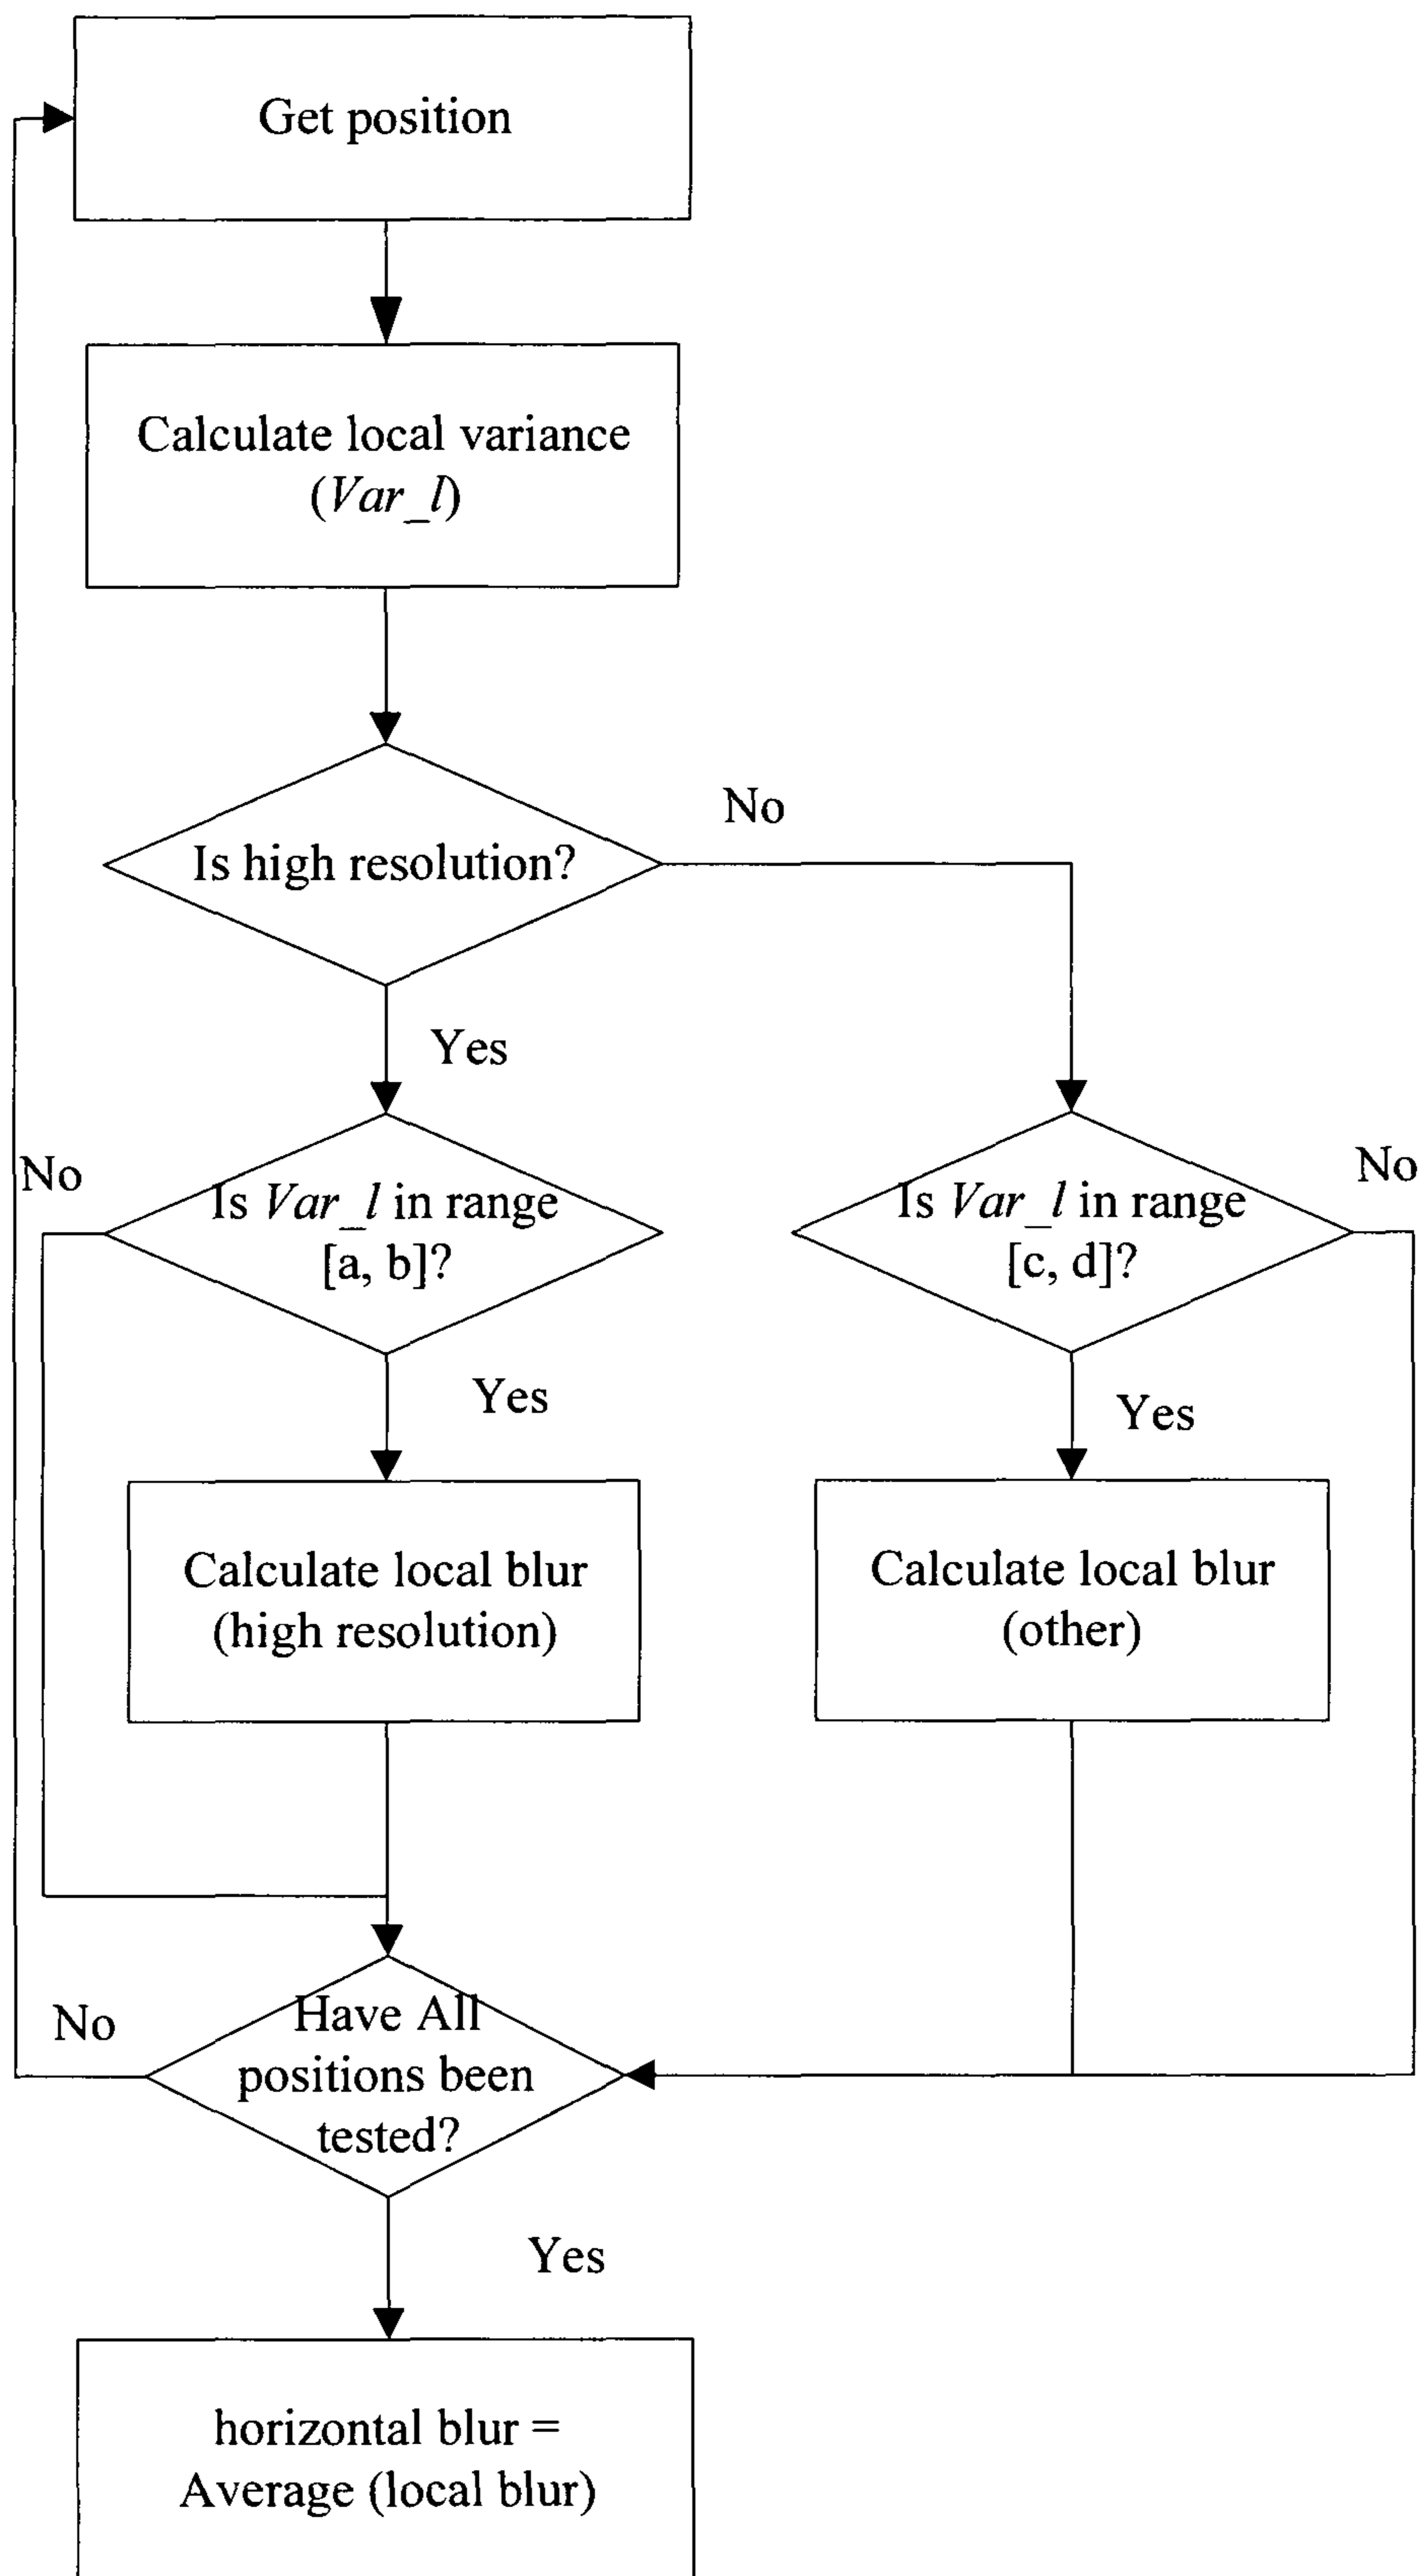 Get position
Calculate local variance
(Var_l)
No
Is high resolution?
Yes
No
Is Var_l in range
[a, b]?
No
Is Var_l in range
[c, d]?
Yes
Yes
Calculate local blur
(high resolution)
Calculate local blur
(other)
No
Have All
positions been
tested?
Yes
horizontal blur =
Average (local blur)